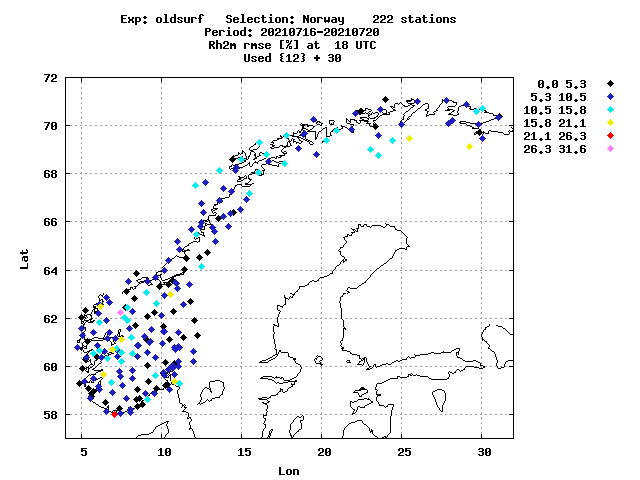 Exp: oldsurf   Selection: Norway    222 stations
Period: 20210716-20210720
Rh2m rmse [%] at  18 UTC
Used {12} + 30
0.0 5.3
5.3 10.5
10.5 15.8
15.8 21.1
21.1 26.3
26.3 31.6
72
70
68
66
64
62
60
58
Lat
5 10 15 20 25 30
Lon